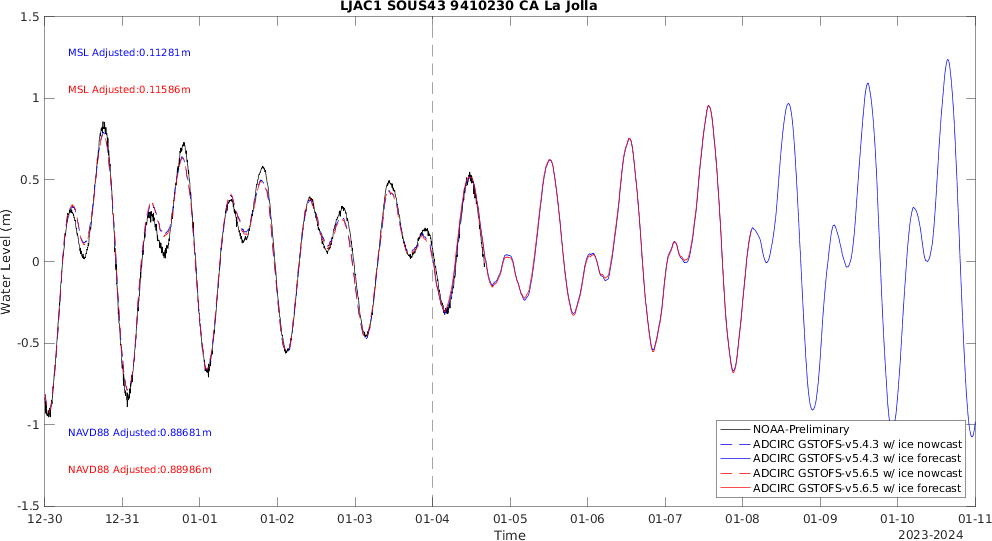 LJAC1 SOUS43 9410230 CA La Jolla
1.5
1
0.5
0
-0.5
-1
-1.5
Water Level (m)
MSL Adjusted:0.11281m
MSL Adjusted:0.11586m
NAVD88 Adjusted:0.88681m
NAVD88 Adjusted:0.88986m
NOAA-Preliminary
ADCIRC GSTOFS-v5.4.3 w/ ice nowcast
ADCIRC GSTOFS-v5.4.3 w/ ice forecast
ADCIRC GSTOFS-v5.6.5 w/ ice nowcast
ADCIRC GSTOFS-v5.6.5 w/ ice forecast
12-30 12-31 01-01 01-02 01-03 01-04 01-05 01-06 01-07 01-08 01-09 01-10 01-11
Time
2023-2024